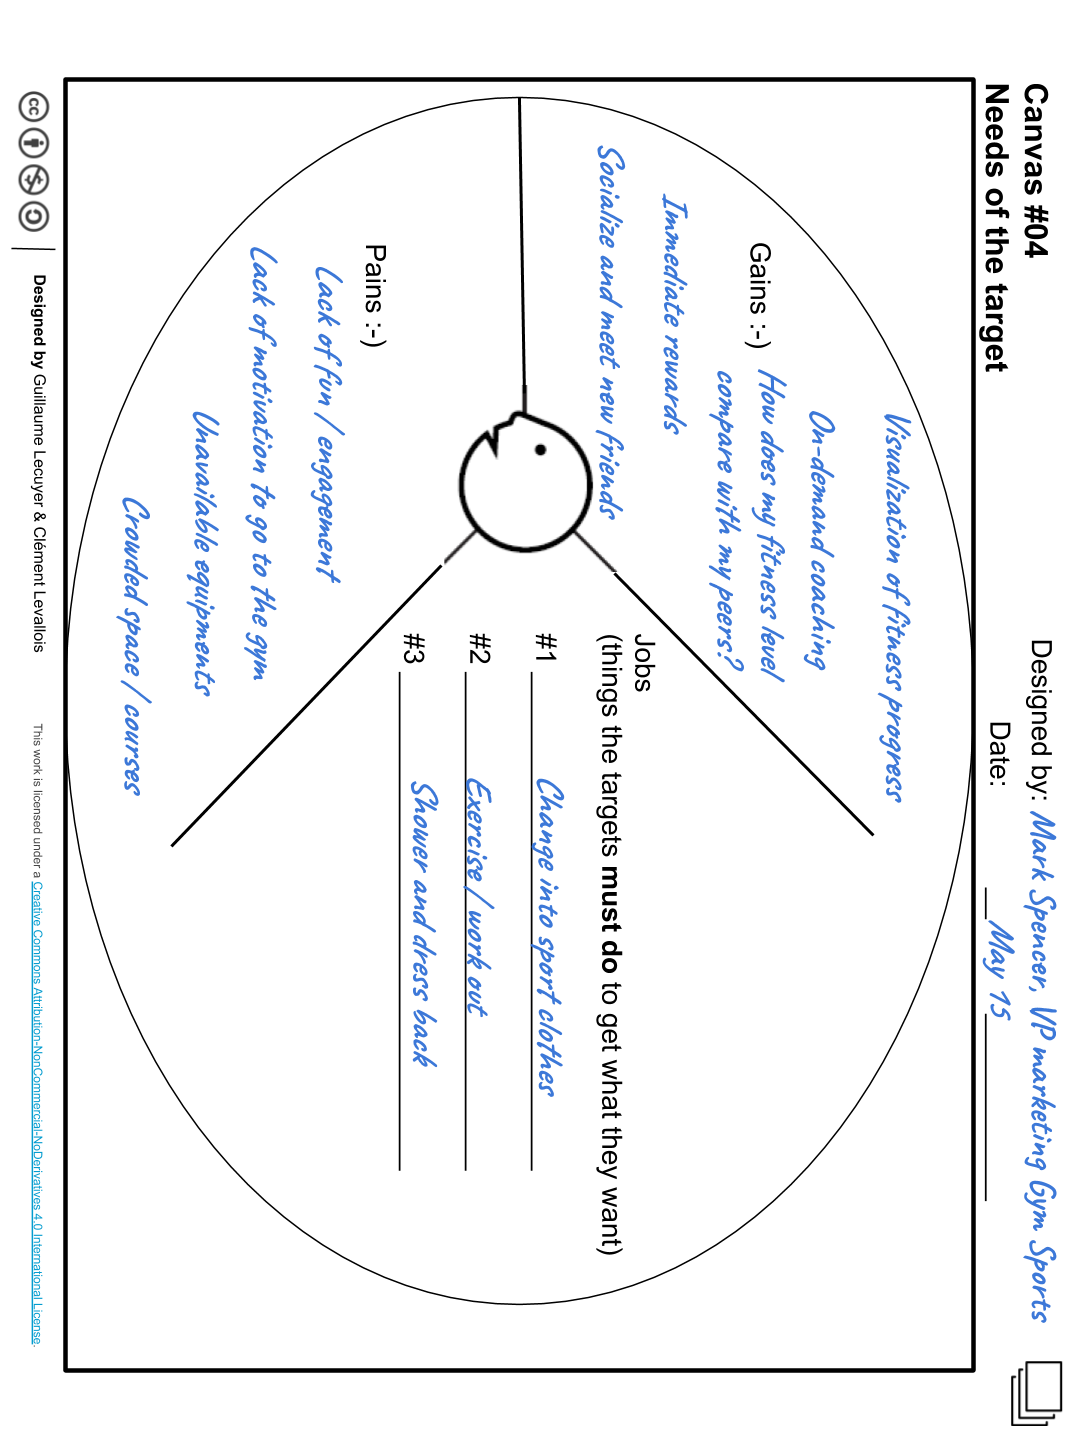 Canvas #04
Needs of the target
Designed by: Mark Spencer, VP marketing Gym Sports
Date: May 15
Visualization of fitness progress
On-demand coaching
Gains :-) How does my fitness level
compare with my peers?
Immediate rewards
Socialize and meet new friends
Jobs
(things the targets must do to get what they want)
#1 Change into sport clothes
#2 Exercise / work out
#3 Shower and dress back
Pains :-)
Lack of fun / engagement
Lack of motivation to go to the gym
Unavailable equipments
Crowded space / courses
cc
Designed by Guillaume Lecuyer & Clément Levallois
This work is licensed under a Creative Commons Attribution-NonCommercial-NoDerivatives 4.0 International License.